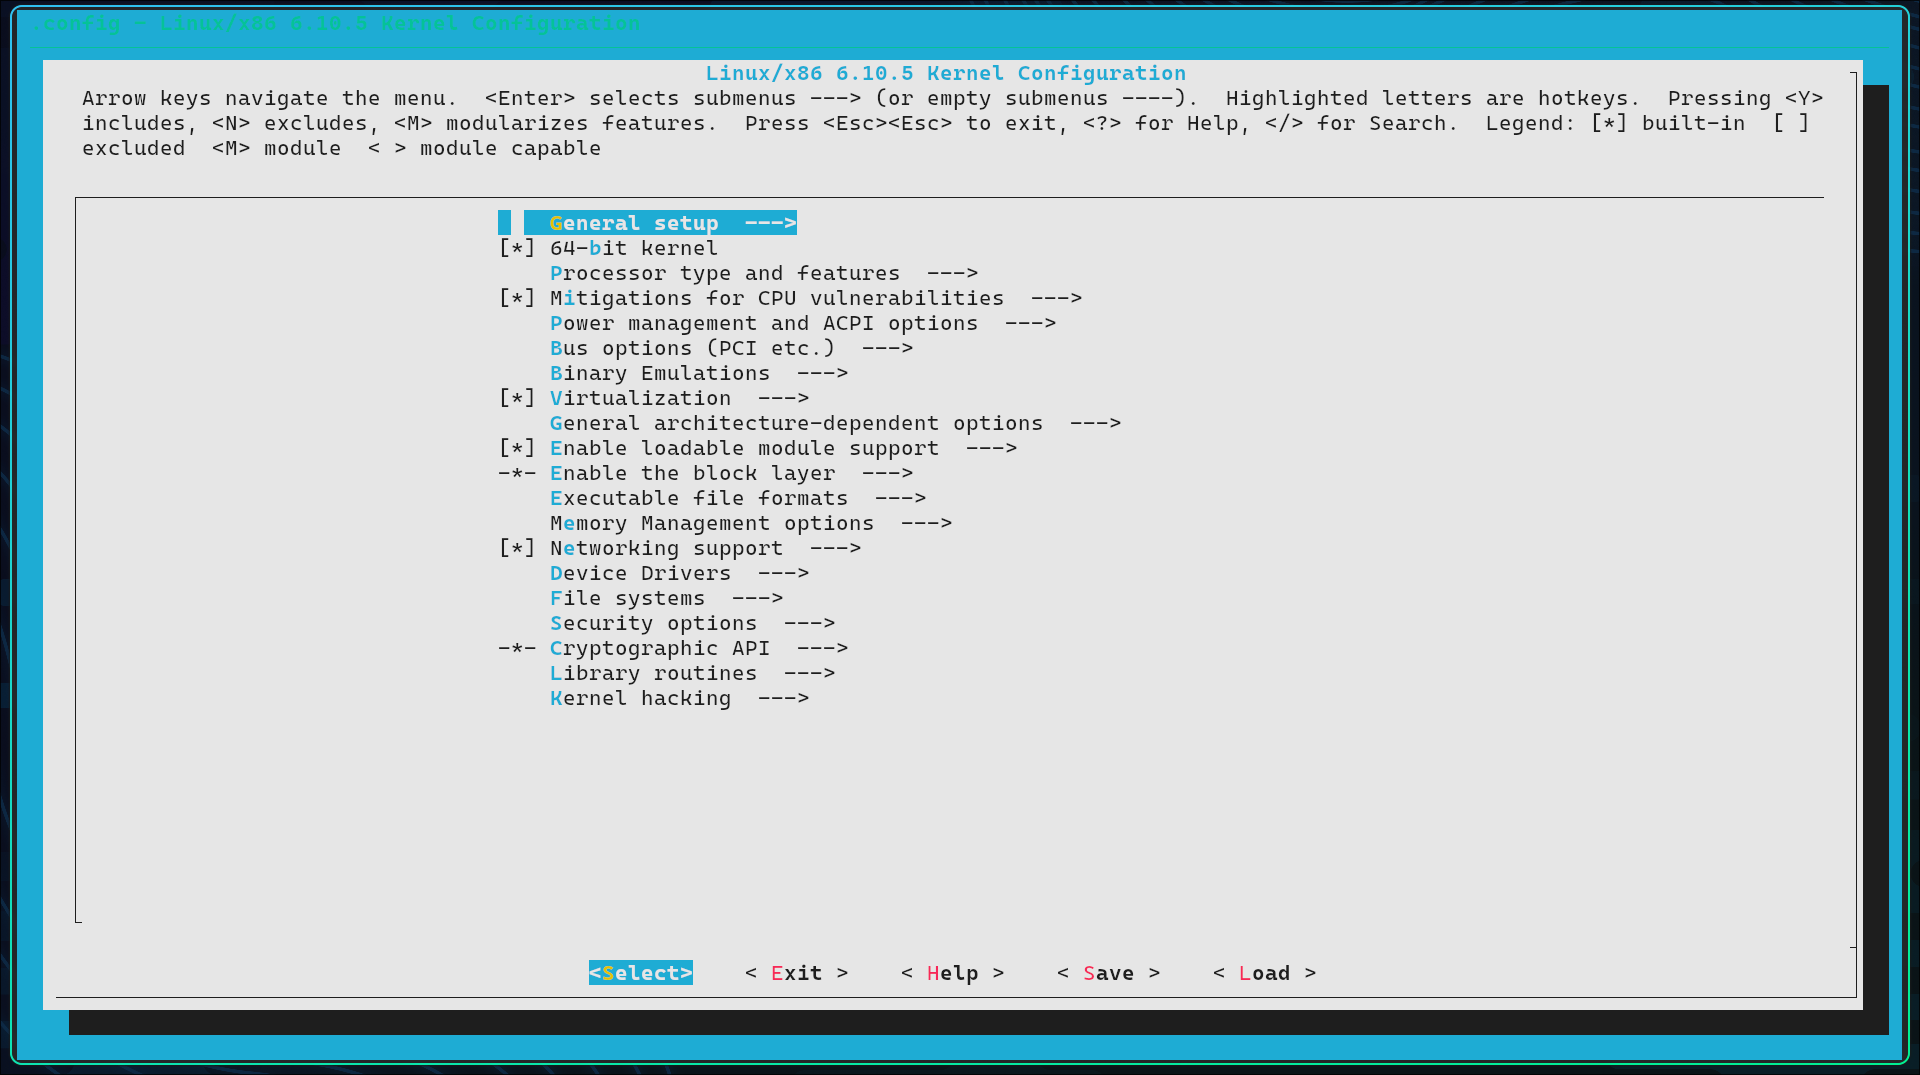 config - Linux/x86 6.10.5 Kernel Configuration
Linux/x86 6.10.5 Kernel Configuration
Arrow keys navigate the menu.  <Enter> selects submenus ---> (or empty submenus ----).  Highlighted letters are hotkeys.  Pressing <Y>
includes, <N> excludes, <M> modularizes features.  Press <Esc><Esc> to exit, <?> for Help, </> for Search.  Legend: [*] built-in  [ ]
excluded  <M> module  < > module capable
General setup  --->
[*] 64-bit kernel
Processor type and features  --->
[*] Mitigations for CPU vulnerabilities  --->
Power management and ACPI options  --->
Bus options (PCI etc.)  --->
Binary Emulations  --->
[*] Virtualization  --->
General architecture-dependent options  --->
[*] Enable loadable module support  --->
-*- Enable the block layer  --->
Executable file formats  --->
Memory Management options  --->
[*] Networking support  --->
Device Drivers  --->
File systems  --->
Security options  --->
-*- Cryptographic API  --->
Library routines  --->
Kernel hacking  --->
<Select>    < Exit >    < Help >    < Save >    < Load >